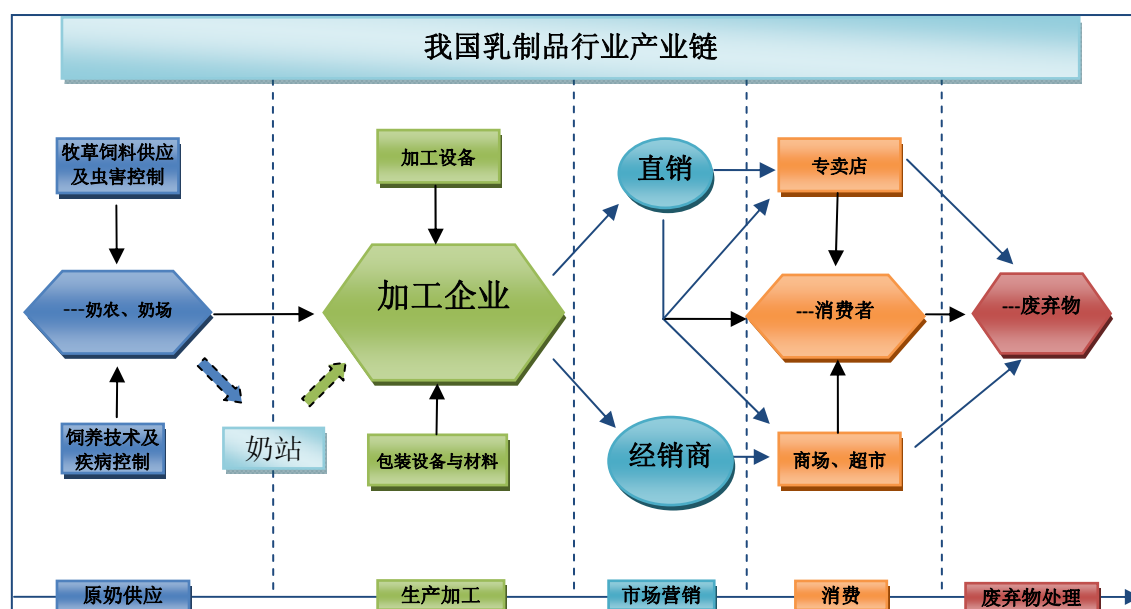 我国乳制品行业产业链
牧草饲料供应
及虫害控制
---奶农、奶场
饲养技术及
疾病控制
奶站
加工设备
加工企业
包装设备与材料
直销
经销商
专卖店
---消费者
商场、超市
---废弃物
原奶供应
生产加工
市场营销
消费
废弃物处理